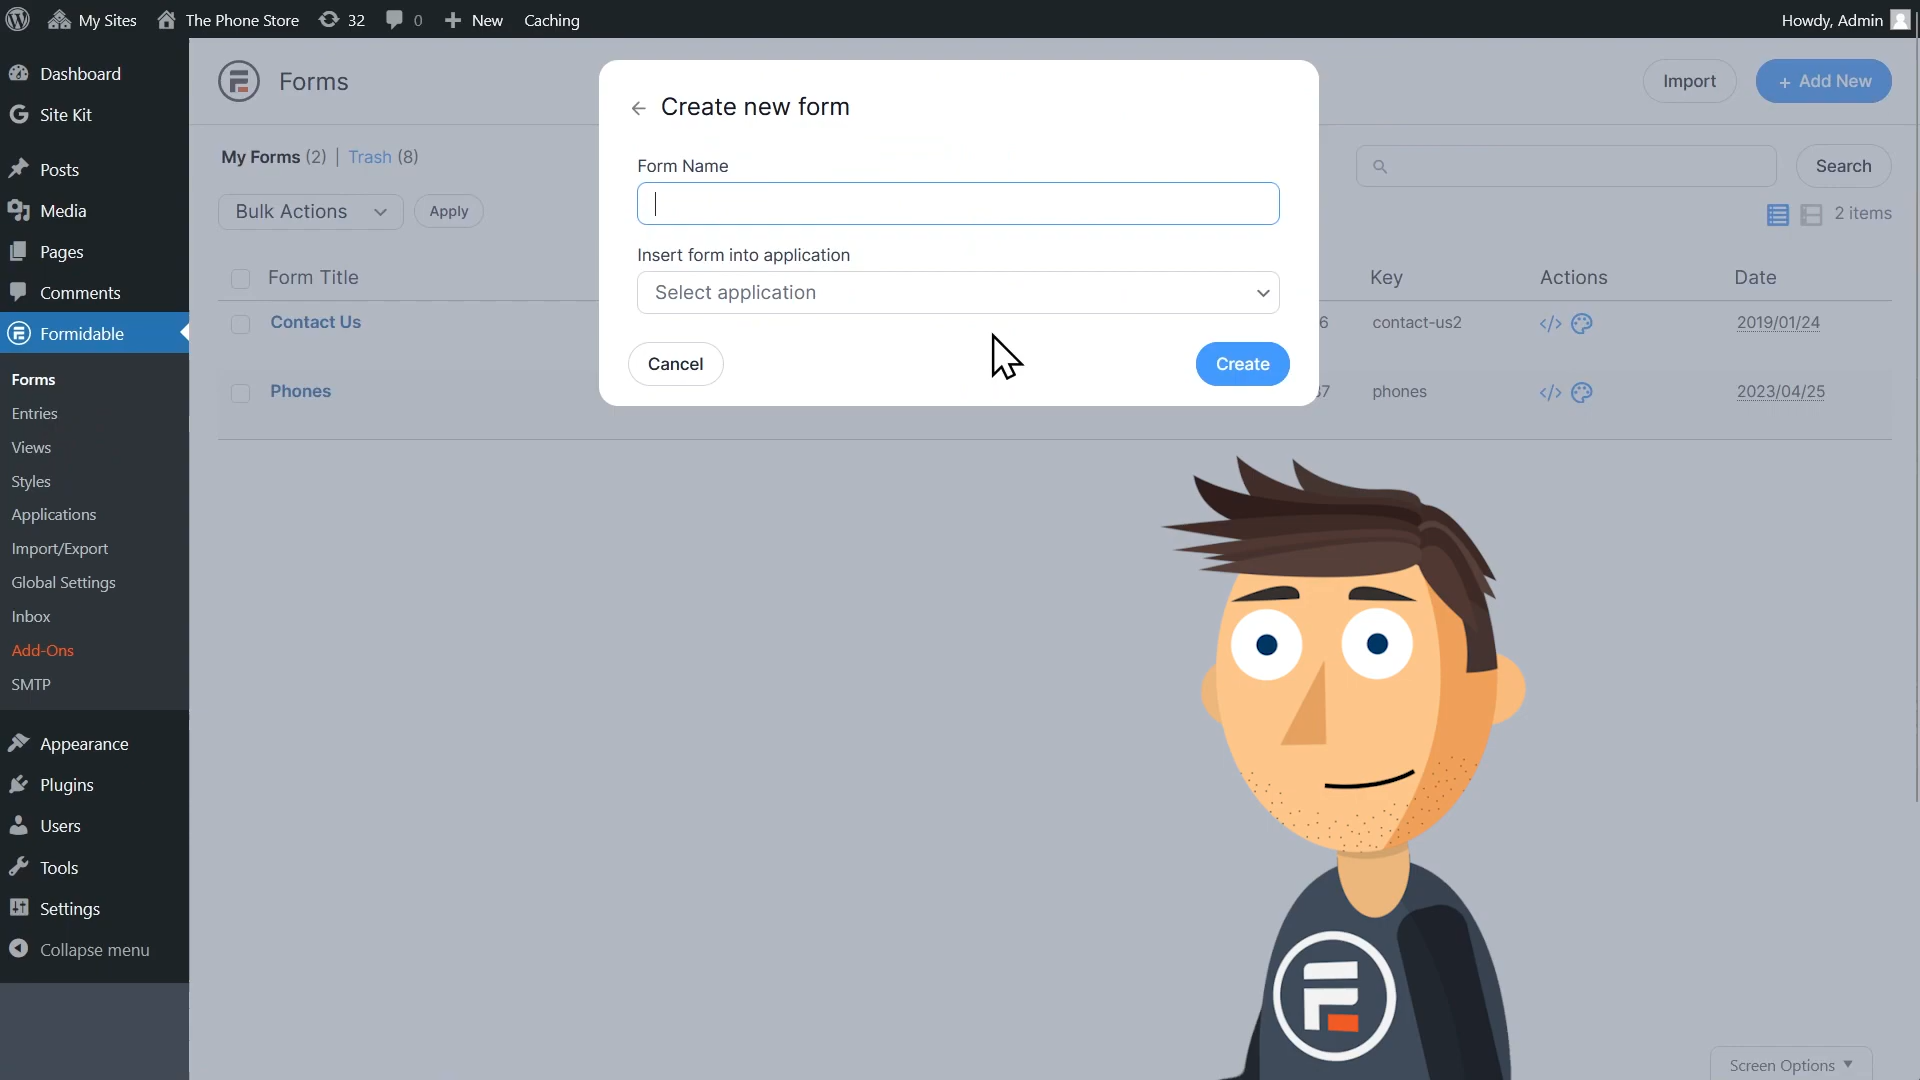 My Sites
The Phone Store
32
0
New
Caching
Howdy, Admin
Dashboard
Site Kit
Posts
Media
Pages
Comments
Formidable
Forms
Entries
Views
Styles
Applications
Import/Export
Global Settings
Inbox
Add-Ons
SMTP
Appearance
Plugins
Users
Tools
Settings
Collapse menu
Forms
Import
+ Add New
My Forms (2) | Trash (8)
Search
Bulk Actions
Apply
2 items
Form Title
Key
Actions
Date
Contact Us
6
contact-us2
</>
2019/01/24
Phones
37
phones
</>
2023/04/25
Create new form
Form Name
Insert form into application
Select application
Cancel
Create
Screen Options